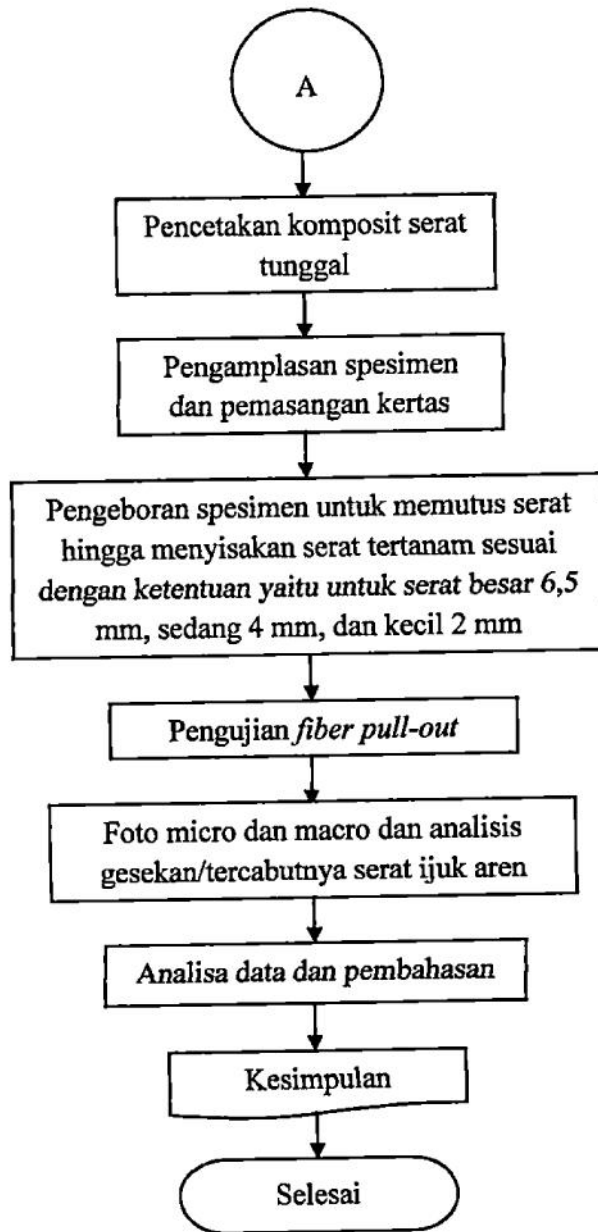 A
Pencetakan komposit serat
tunggal
Pengamplasan spesimen
dan pemasangan kertas
Pengeboran spesimen untuk memutus serat
hingga menyisakan serat tertanam sesuai
dengan ketentuan yaitu untuk serat besar 6,5
mm, sedang 4 mm, dan kecil 2 mm
Pengujian fiber pull-out
Foto micro dan macro dan analisis
gesekan/tercabutnya serat ijuk aren
Analisa data dan pembahasan
Kesimpulan
Selesai